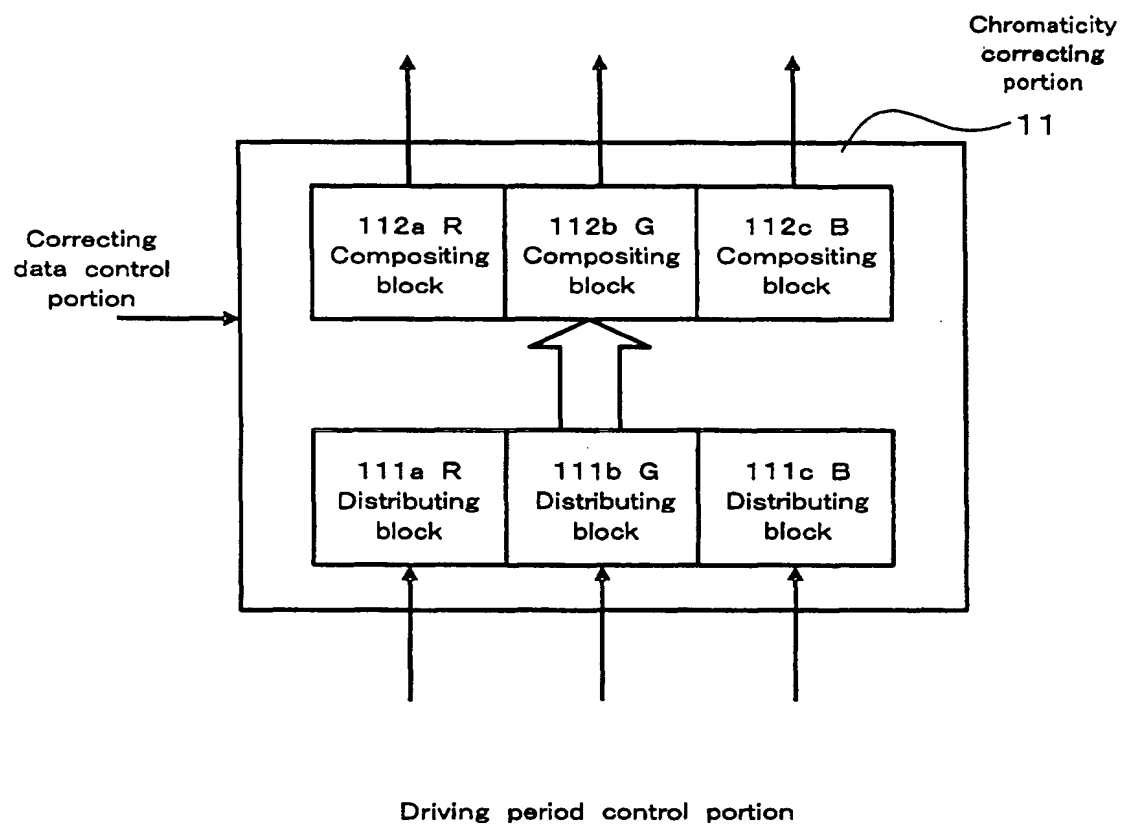 Chromaticity
correcting
portion
11
Correcting
data control
portion
112a R
Compositing
block
112b G
Compositing
block
112c B
Compositing
block
111a R
Distributing
block
111b G
Distributing
block
111c B
Distributing
block
Driving period control portion